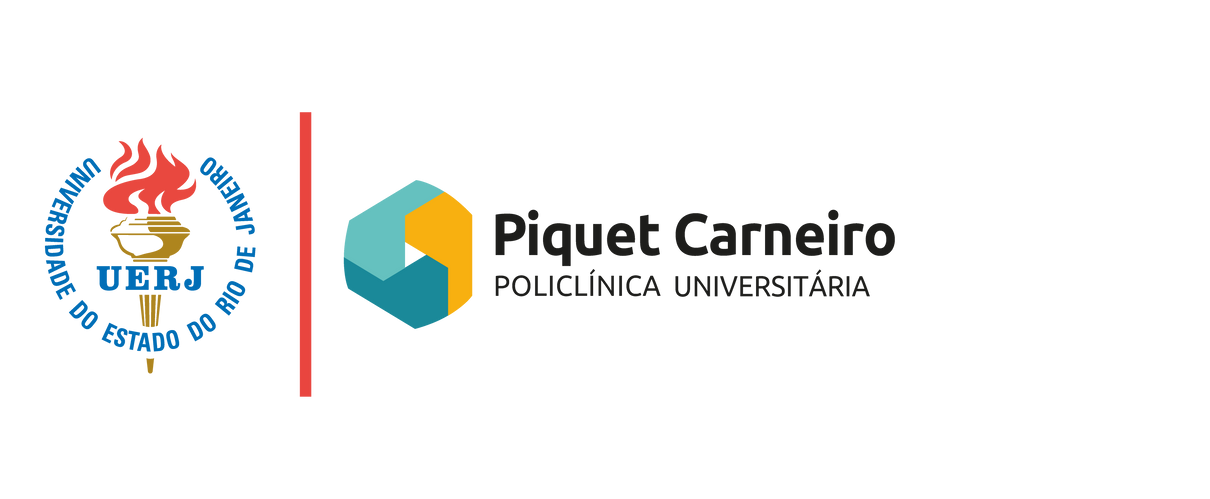 UNIVERSIDADE DO ESTADO DO RIO DE JANEIRO
UERJ
Piquet Carneiro
POLICLÍNICA UNIVERSITÁRIA